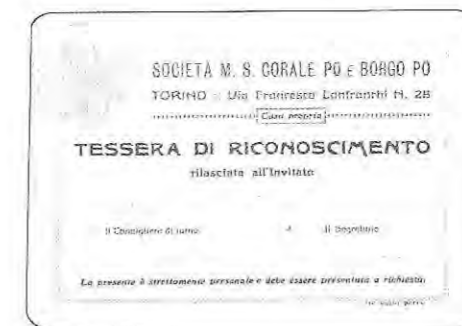 SOCIETÀ M. S. CORALE PO E BORGO PO
TORINO - Via Francesco Lanfranchi N. 28
Casa propria
TESSERA DI RICONOSCIMENTO
rilasciata all'Invitato
Il Consigliere di turno Il Segretario
La presente è strettamente personale e debe essere presentata a richiesta.